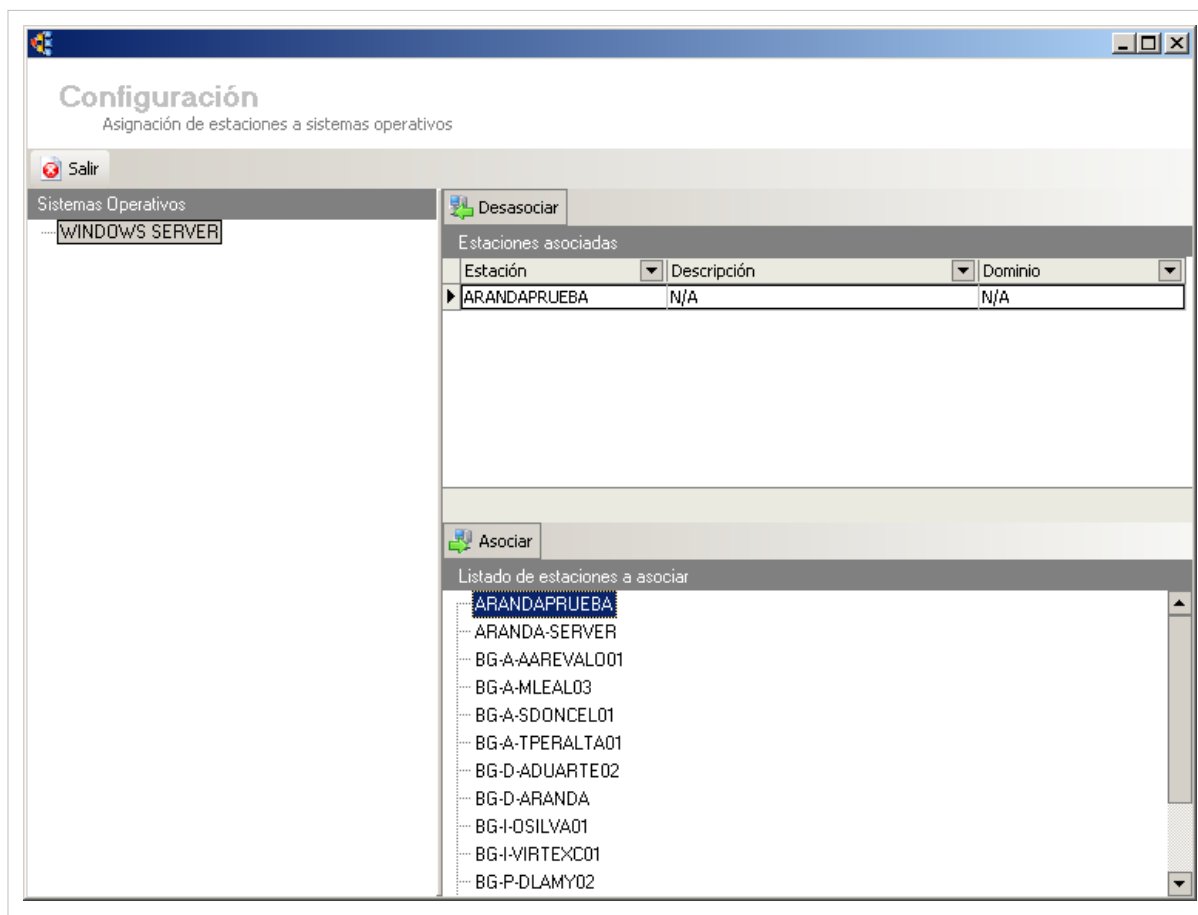 Configuración
Asignación de estaciones a sistemas operativos
Salir
Sistemas Operativos
WINDOWS SERVER
Desasociar
Estaciones asociadas
Estación Descripción Dominio
ARANDAPRUEBA N/A N/A
Asociar
Listado de estaciones a asociar
ARANDAPRUEBA
ARANDA-SERVER
BG-A-AAREVALO01
BG-A-MLEAL03
BG-A-SDONCEL01
BG-A-TPERALTA01
BG-D-ADUARTE02
BG-D-ARANDA
BG-I-OSILVA01
BG-I-VIRTEXC01
BG-P-DLAMY02